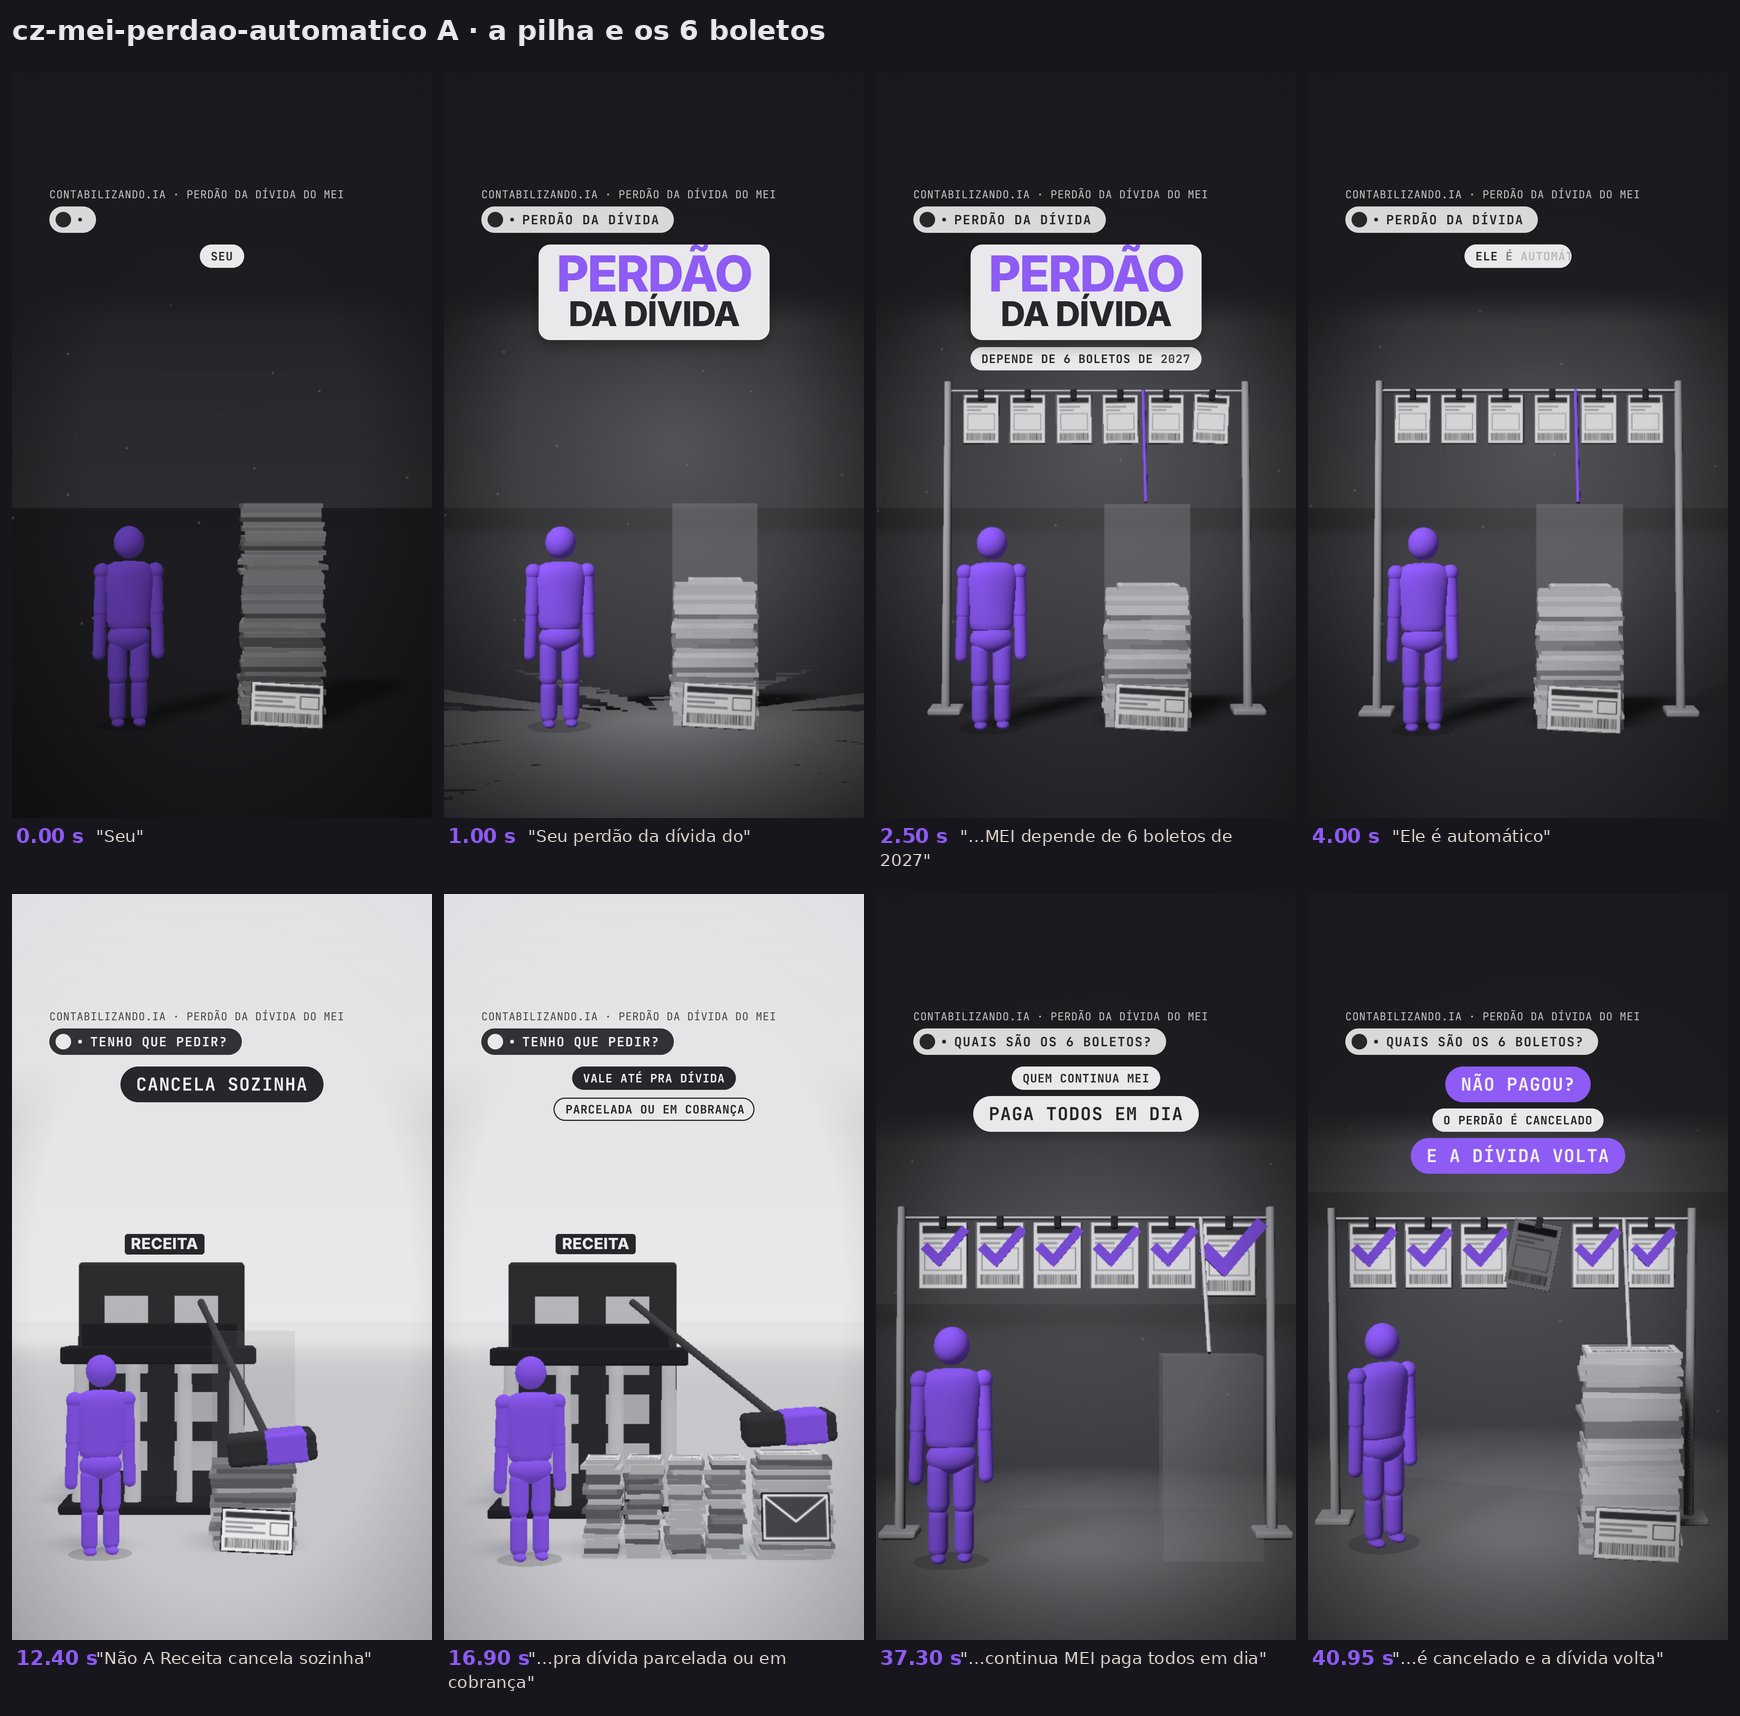 cz-mei-perdao-automatico A · a pilha e os 6 boletos
CONTABILIZANDO.IA · PERDÃO DA DÍVIDA DO MEI
•
SEU
0.00 s "Seu"
CONTABILIZANDO.IA · PERDÃO DA DÍVIDA DO MEI
• PERDÃO DA DÍVIDA
PERDÃO
DA DÍVIDA
1.00 s "Seu perdão da dívida do"
CONTABILIZANDO.IA · PERDÃO DA DÍVIDA DO MEI
• PERDÃO DA DÍVIDA
PERDÃO
DA DÍVIDA
DEPENDE DE 6 BOLETOS DE 2027
2.50 s "...MEI depende de 6 boletos de
2027"
CONTABILIZANDO.IA · PERDÃO DA DÍVIDA DO MEI
• PERDÃO DA DÍVIDA
ELE É AUTOMÁT
4.00 s "Ele é automático"
CONTABILIZANDO.IA · PERDÃO DA DÍVIDA DO MEI
• TENHO QUE PEDIR?
CANCELA SOZINHA
RECEITA
12.40 s "Não A Receita cancela sozinha"
CONTABILIZANDO.IA · PERDÃO DA DÍVIDA DO MEI
• TENHO QUE PEDIR?
VALE ATÉ PRA DÍVIDA
PARCELADA OU EM COBRANÇA
RECEITA
16.90 s "...pra dívida parcelada ou em
cobrança"
CONTABILIZANDO.IA · PERDÃO DA DÍVIDA DO MEI
• QUAIS SÃO OS 6 BOLETOS?
QUEM CONTINUA MEI
PAGA TODOS EM DIA
37.30 s "...continua MEI paga todos em dia"
CONTABILIZANDO.IA · PERDÃO DA DÍVIDA DO MEI
• QUAIS SÃO OS 6 BOLETOS?
NÃO PAGOU?
O PERDÃO É CANCELADO
E A DÍVIDA VOLTA
40.95 s "...é cancelado e a dívida volta"